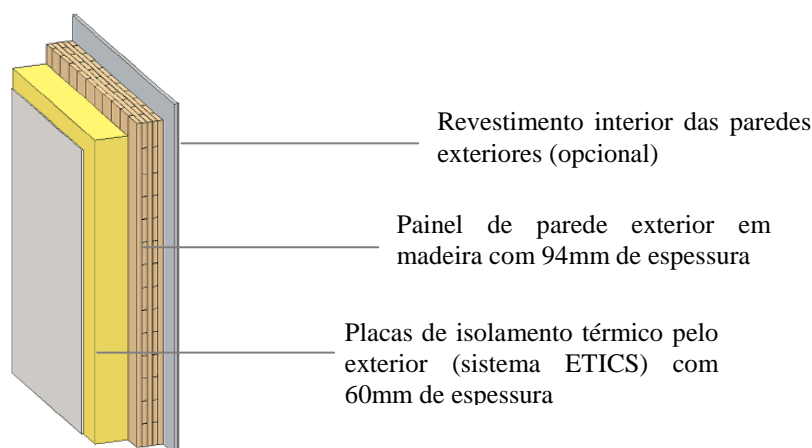 Revestimento interior das paredes
exteriores (opcional)
Painel de parede exterior em
madeira com 94mm de espessura
Placas de isolamento térmico pelo
exterior (sistema ETICS) com
60mm de espessura